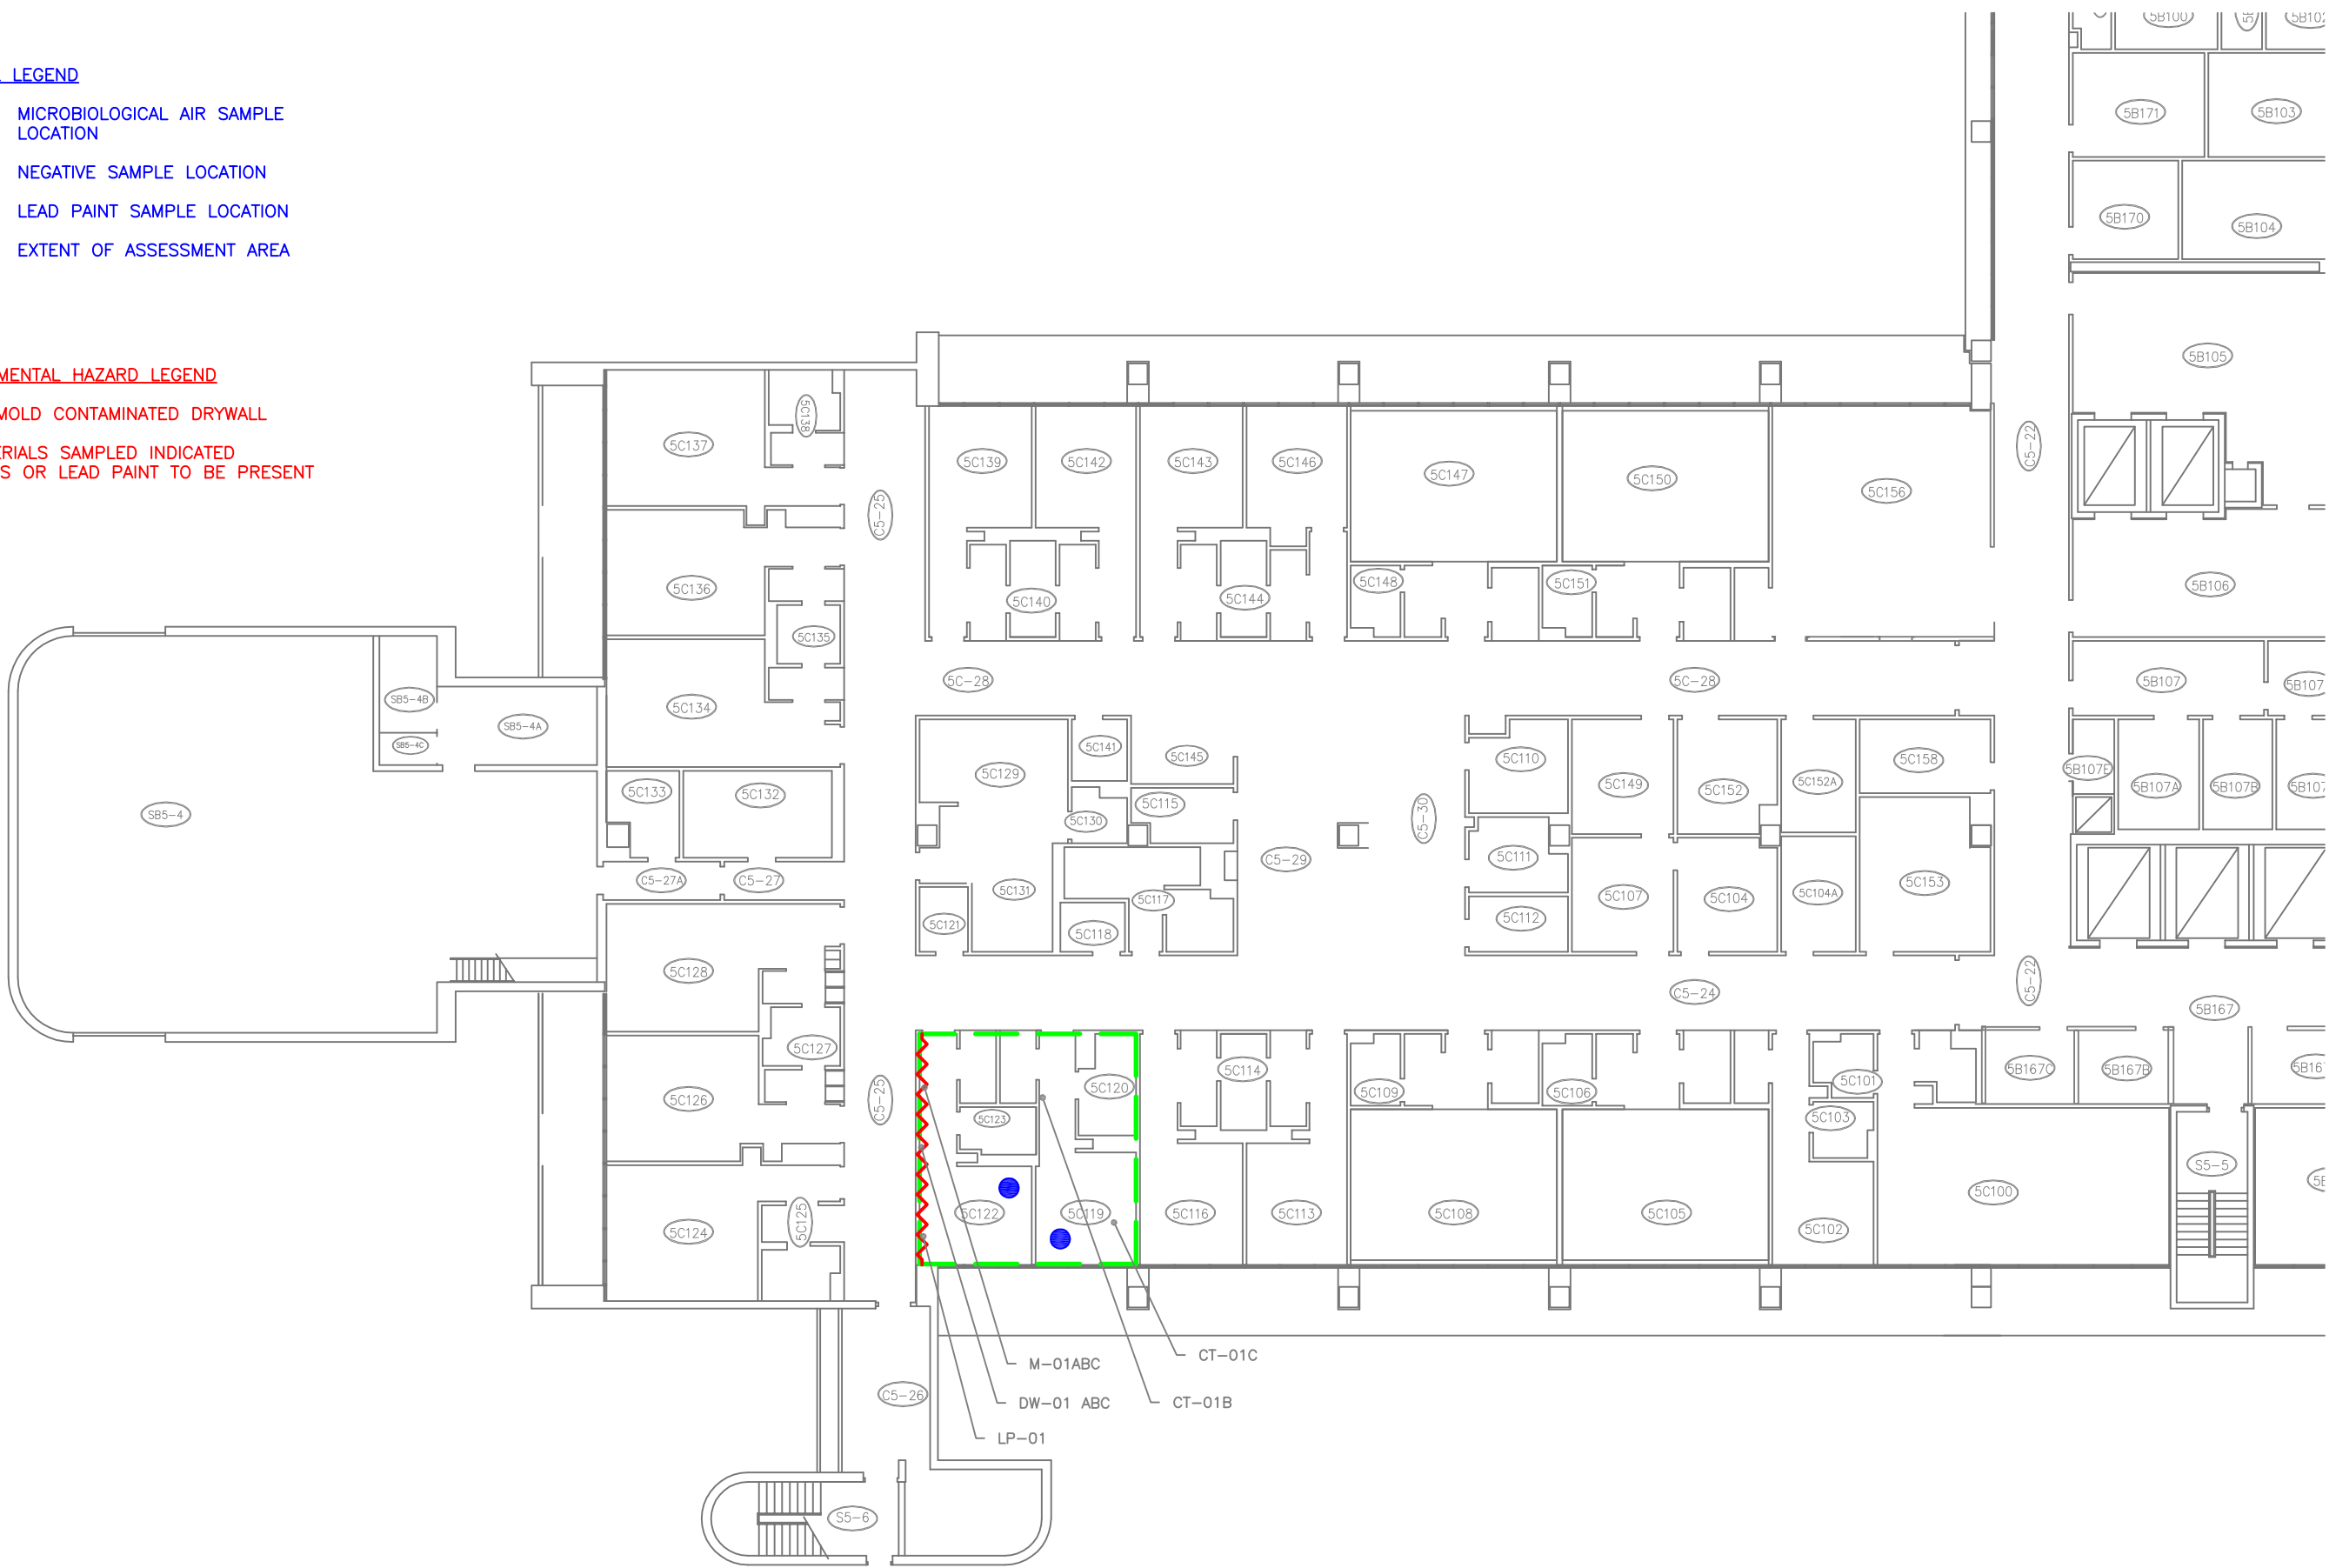 LEGEND
MICROBIOLOGICAL AIR SAMPLE
LOCATION
NEGATIVE SAMPLE LOCATION
LEAD PAINT SAMPLE LOCATION
EXTENT OF ASSESSMENT AREA
MENTAL HAZARD LEGEND
MOLD CONTAMINATED DRYWALL
ERIALS SAMPLED INDICATED
S OR LEAD PAINT TO BE PRESENT
5B100
5B102
5B171
5B103
5B170
5B104
5B105
5C138
5C137
C5-22
5C139
5C142
5C143
5C146
5C147
5C150
5C156
C5-25
5C136
5C148
5C151
5B106
5C140
5C144
5C135
5C-28
5C-28
5B107
5B107
SB5-4B
5C134
SB5-4A
SB5-4C
5C141
5C145
5C129
5C110
5C158
5B107E
5C133
5C132
5C149
5C152
5C152A
5B107A
5B107B
5B107
SB5-4
5C115
5C130
C5-30
5C111
C5-29
C5-27A
C5-27
5C131
5C153
5C117
5C107
5C104
5C104A
5C121
5C118
5C112
5C128
C5-24
C5-22
5B167
5C127
5C114
5B167C
5B167B
5B167
5C126
C5-25
5C120
5C109
5C106
5C101
5C123
5C103
S5-5
5C124
5C125
5C122
5C119
5C116
5C113
5C108
5C105
5C102
5C100
M-01ABC
CT-01C
C5-26
DW-01 ABC
CT-01B
LP-01
S5-6